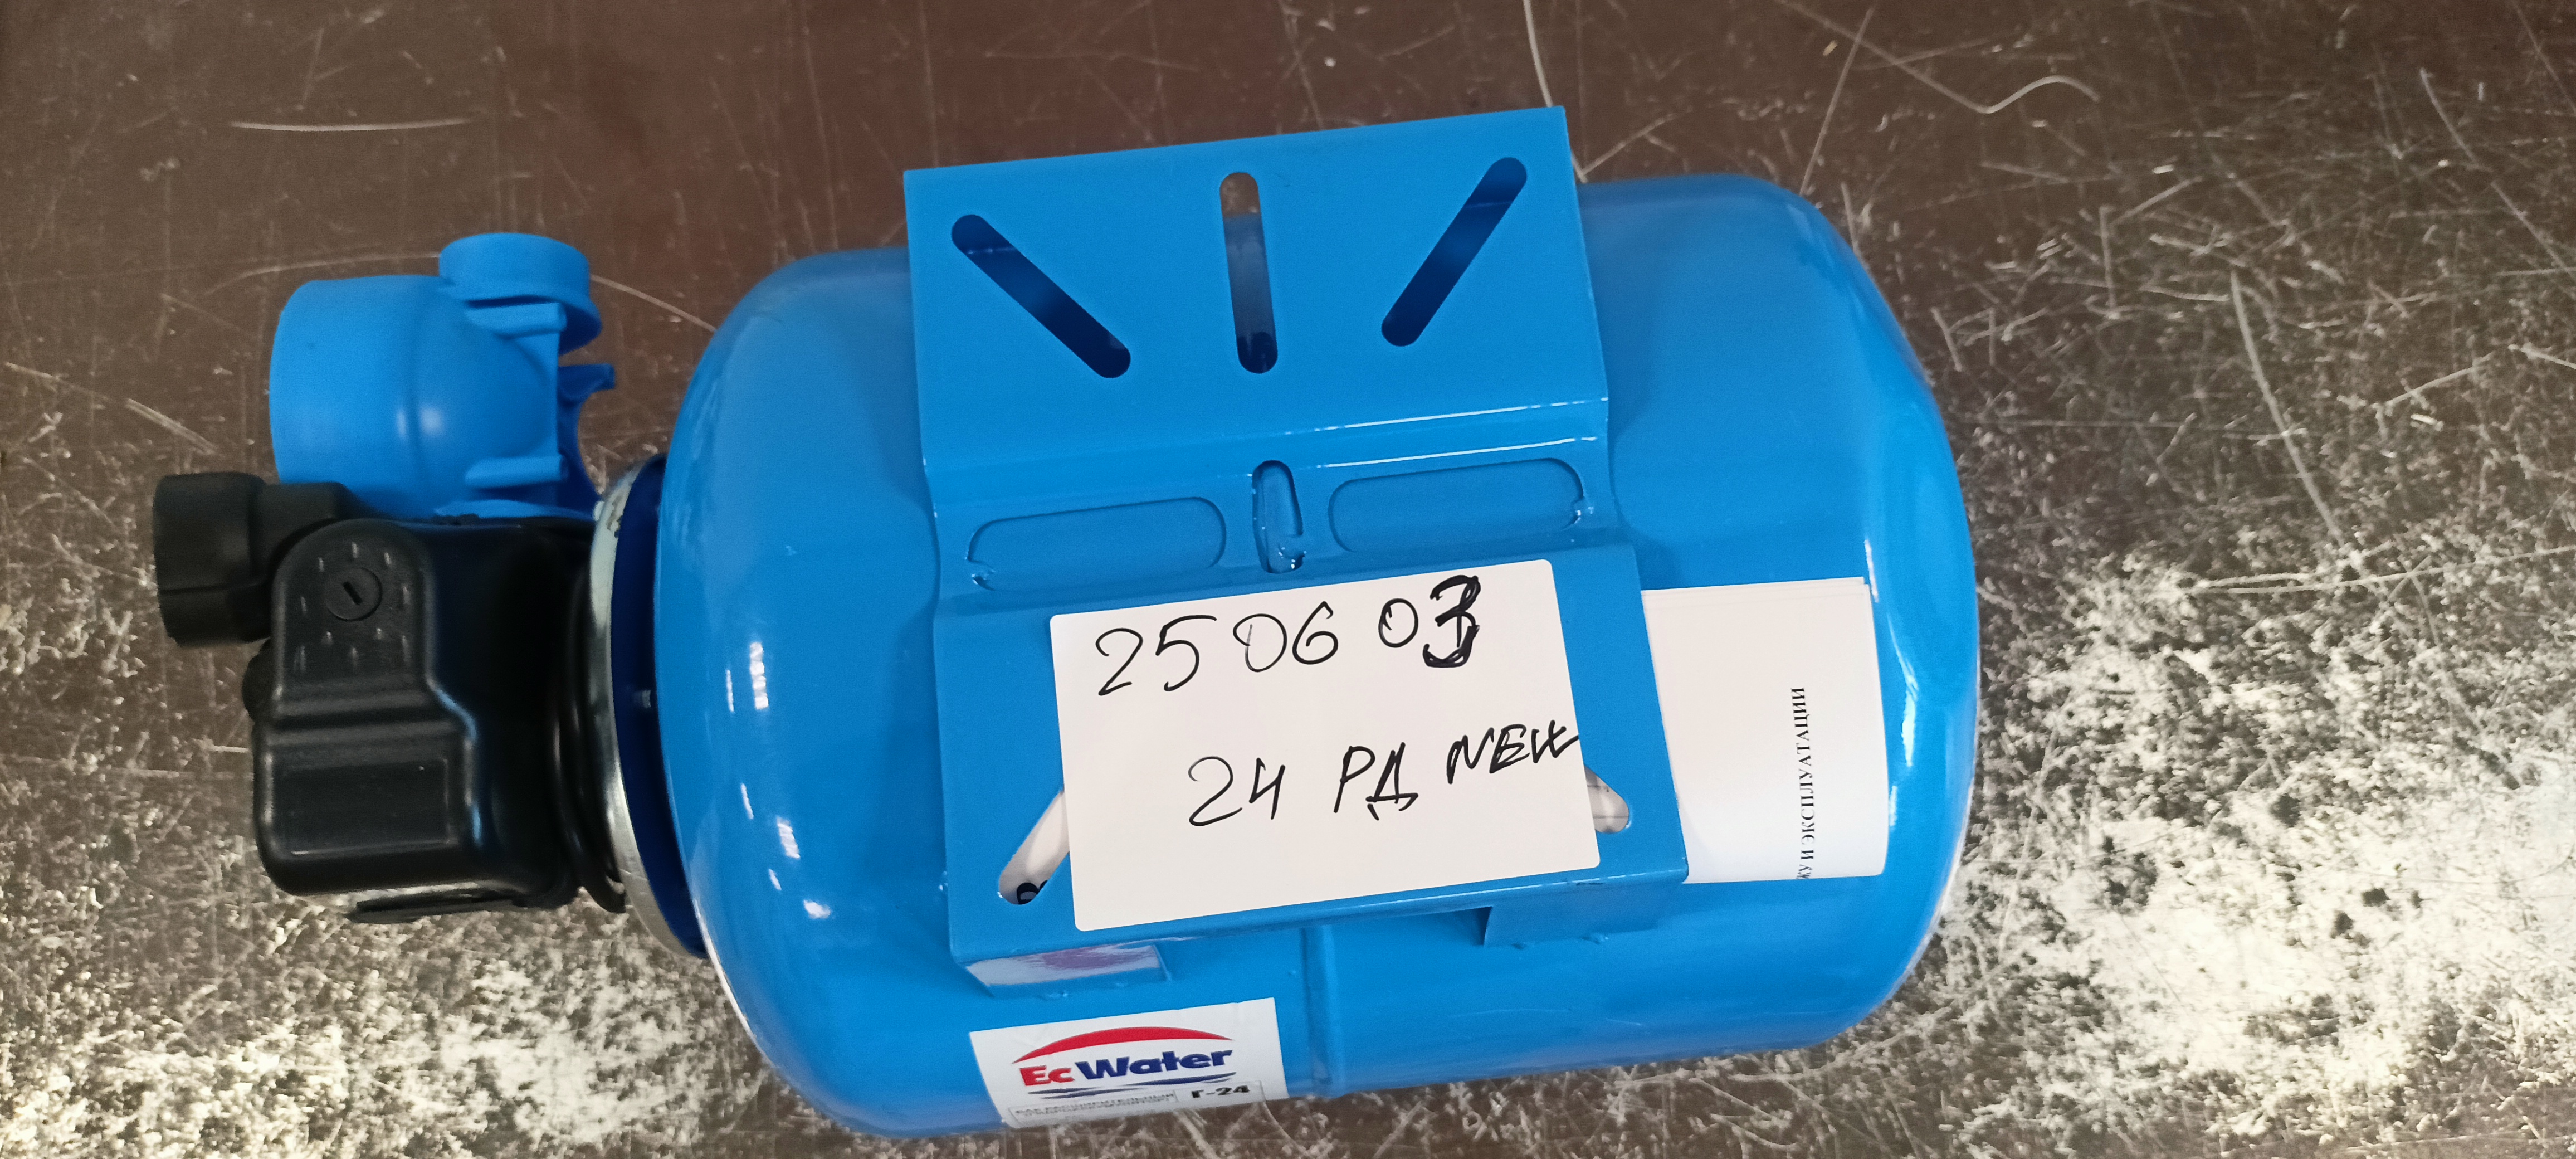 250603
24 РД NEW
EcWater
Г-24
И ЭКСПЛУАТАЦИИ